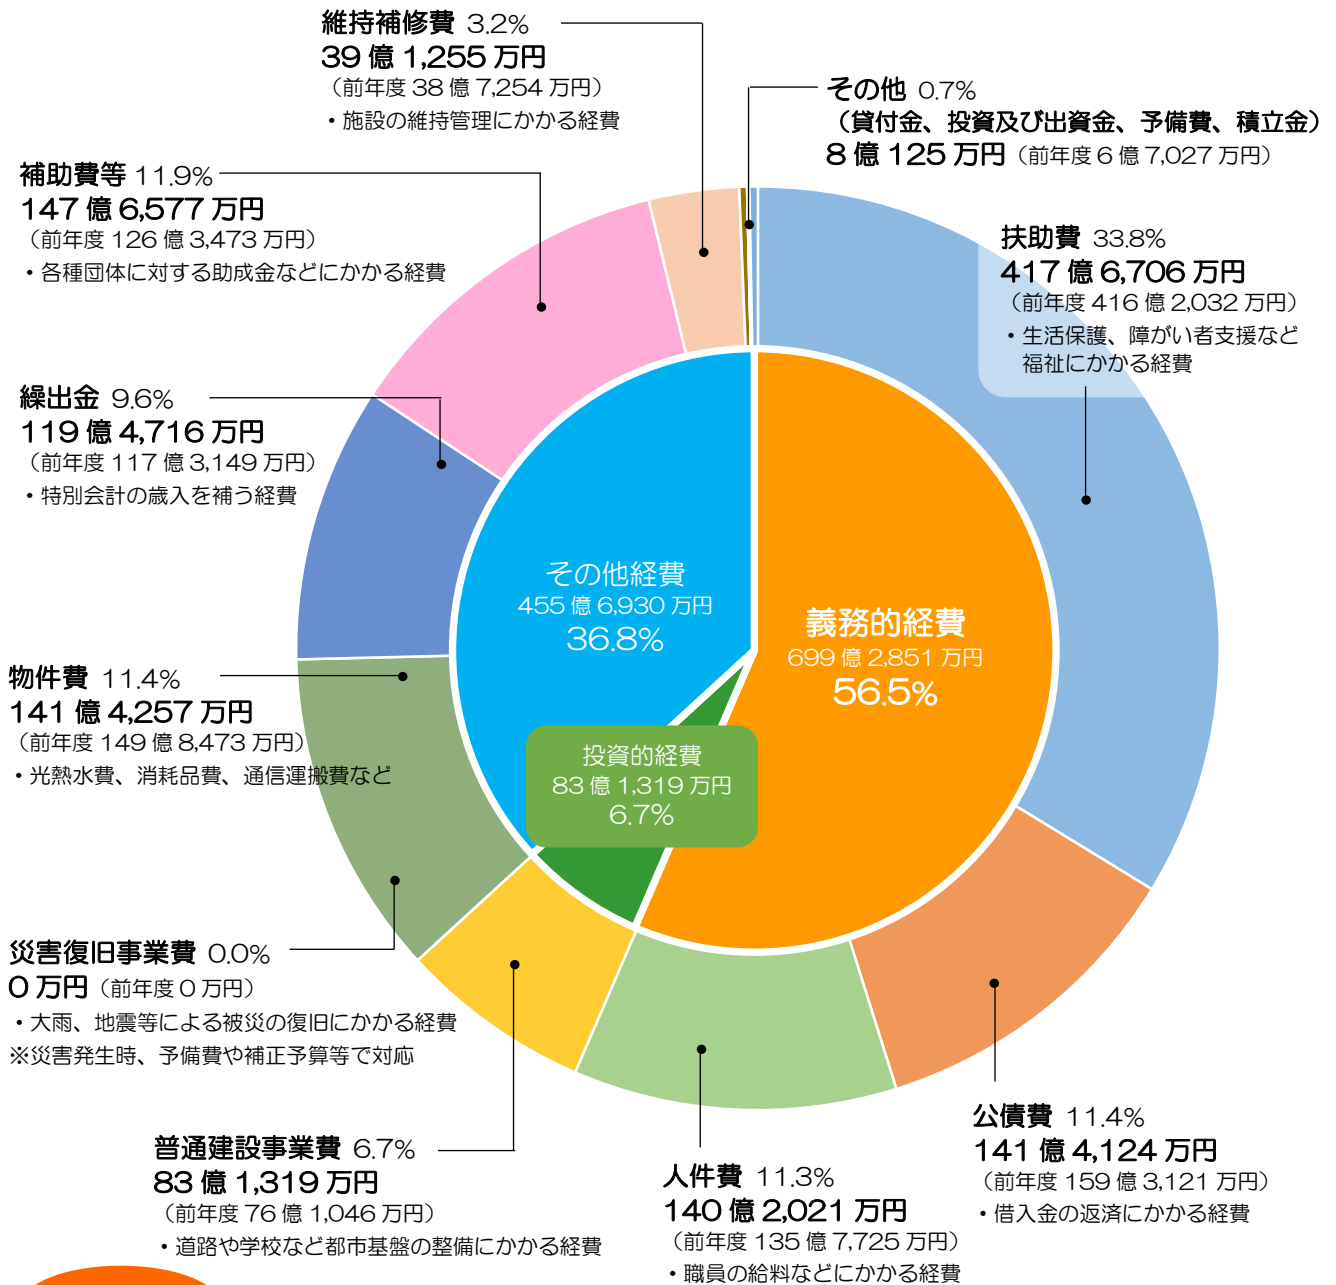 維持補修費 3.2%
39 億 1,255 万円
（前年度 38 億 7,254 万円）
・施設の維持管理にかかる経費
その他 0.7%
（貸付金、投資及び出資金、予備費、積立金）
8 億 125 万円（前年度 6 億 7,027 万円）
補助費等 11.9%
147 億 6,577 万円
（前年度 126 億 3,473 万円）
・各種団体に対する助成金などにかかる経費
扶助費 33.8%
417 億 6,706 万円
（前年度 416 億 2,032 万円）
・生活保護、障がい者支援など
福祉にかかる経費
繰出金 9.6%
119 億 4,716 万円
（前年度 117 億 3,149 万円）
・特別会計の歳入を補う経費
その他経費
455 億 6,930 万円
36.8%
義務的経費
699 億 2,851 万円
56.5%
物件費 11.4%
141 億 4,257 万円
（前年度 149 億 8,473 万円）
・光熱水費、消耗品費、通信運搬費など
投資的経費
83 億 1,319 万円
6.7%
災害復旧事業費 0.0%
0 万円（前年度 0 万円）
・大雨、地震等による被災の復旧にかかる経費
※災害発生時、予備費や補正予算等で対応
普通建設事業費 6.7%
83 億 1,319 万円
（前年度 76 億 1,046 万円）
・道路や学校など都市基盤の整備にかかる経費
人件費 11.3%
140 億 2,021 万円
（前年度 135 億 7,725 万円）
・職員の給料などにかかる経費
公債費 11.4%
141 億 4,124 万円
（前年度 159 億 3,121 万円）
・借入金の返済にかかる経費